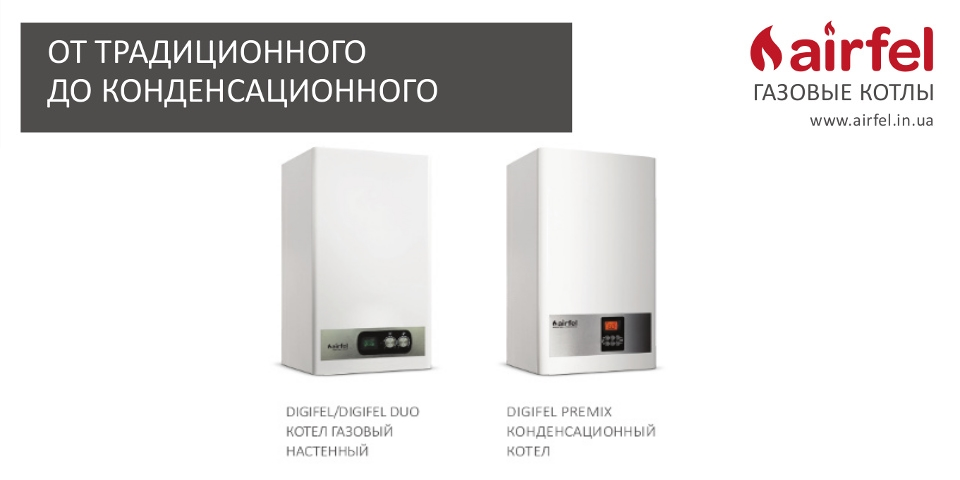 ОТ ТРАДИЦИОННОГО
ДО КОНДЕНСАЦИОННОГО
airfel
ГАЗОВЫЕ КОТЛЫ
www.airfel.in.ua
airfel
airfel
DIGIFEL/DIGIFEL DUO
КОТЕЛ ГАЗОВЫЙ
НАСТЕННЫЙ
DIGIFEL PREMIX
КОНДЕНСАЦИОННЫЙ
КОТЕЛ